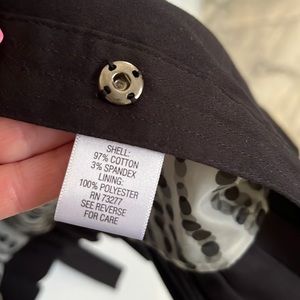 SHELL:
97% COTTON
3% SPANDEX
LINING:
100% POLYESTER
RN 73277
SEE REVERSE
FOR CARE